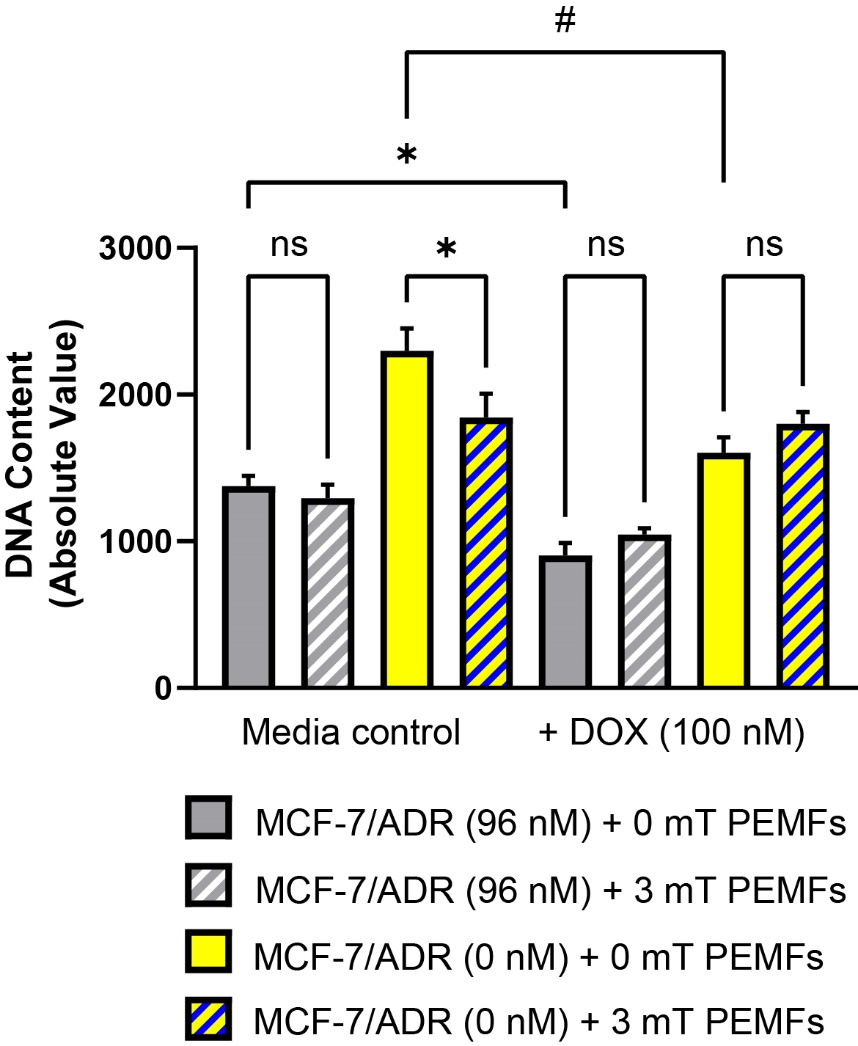 #
*
3000
ns
*
ns
ns
DNA Content
(Absolute Value)
2000
1000
0
Media control
+ DOX (100 nM)
MCF-7/ADR (96 nM) + 0 mT PEMFs
MCF-7/ADR (96 nM) + 3 mT PEMFs
MCF-7/ADR (0 nM) + 0 mT PEMFs
MCF-7/ADR (0 nM) + 3 mT PEMFs